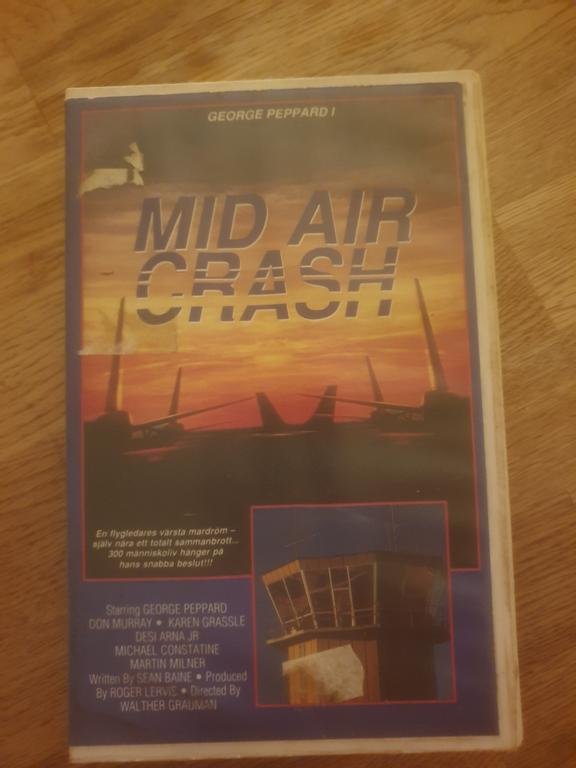 GEORGE PEPPARD I
MID AIR
CRASH
En flygledares värsta mardröm –
själv nära ett totalt sammanbrott...
300 människoliv hänger på
hans snabba beslut!!!
Starring GEORGE PEPPARD
DON MURRAY • KAREN GRASSLE
DESI ARNA JR
MICHAEL CONSTATINE
MARTIN MILNER
Written By SEAN BAINE • Produced
By ROGER LERVIS • Directed By
WALTHER GRAUMAN